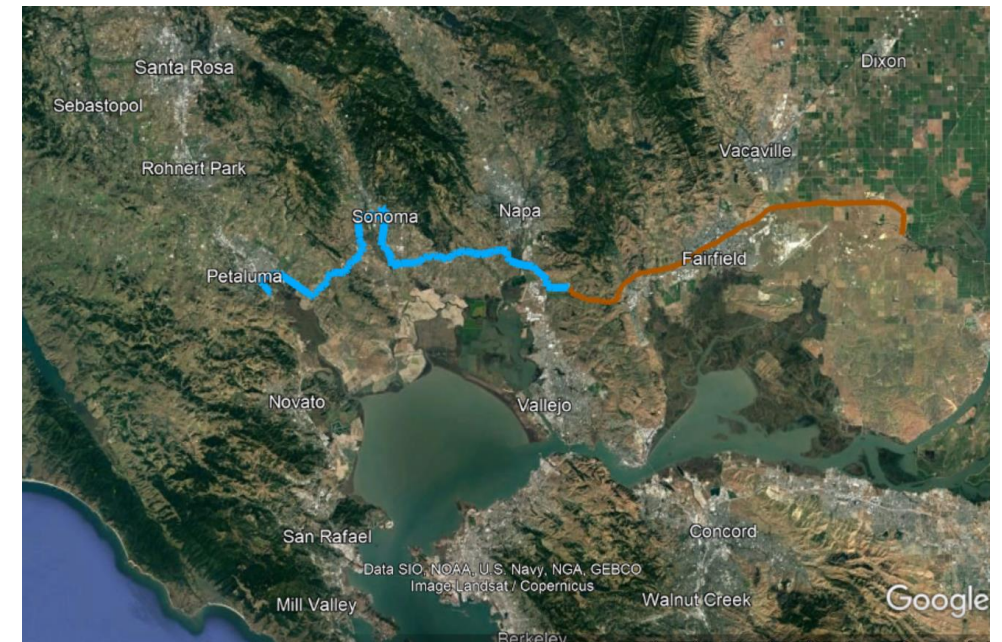 Dixon
Santa Rosa
Sebastopol
Vacaville
Rohnert Park
Napa
Sonoma
Fairfield
Petaluma
Novato
Vallejo
San Rafael
Concord
Data SIO, NOAA, U.S. Navy, NGA, GEBCO
Image Landsat / Copernicus
Mill Valley
Walnut Creek
Google
Berkeley